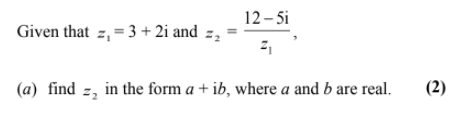 Given that z₁ = 3 + 2i and z₂ = (12 – 5i)/z₁,
(a) find z₂ in the form a + ib, where a and b are real. (2)